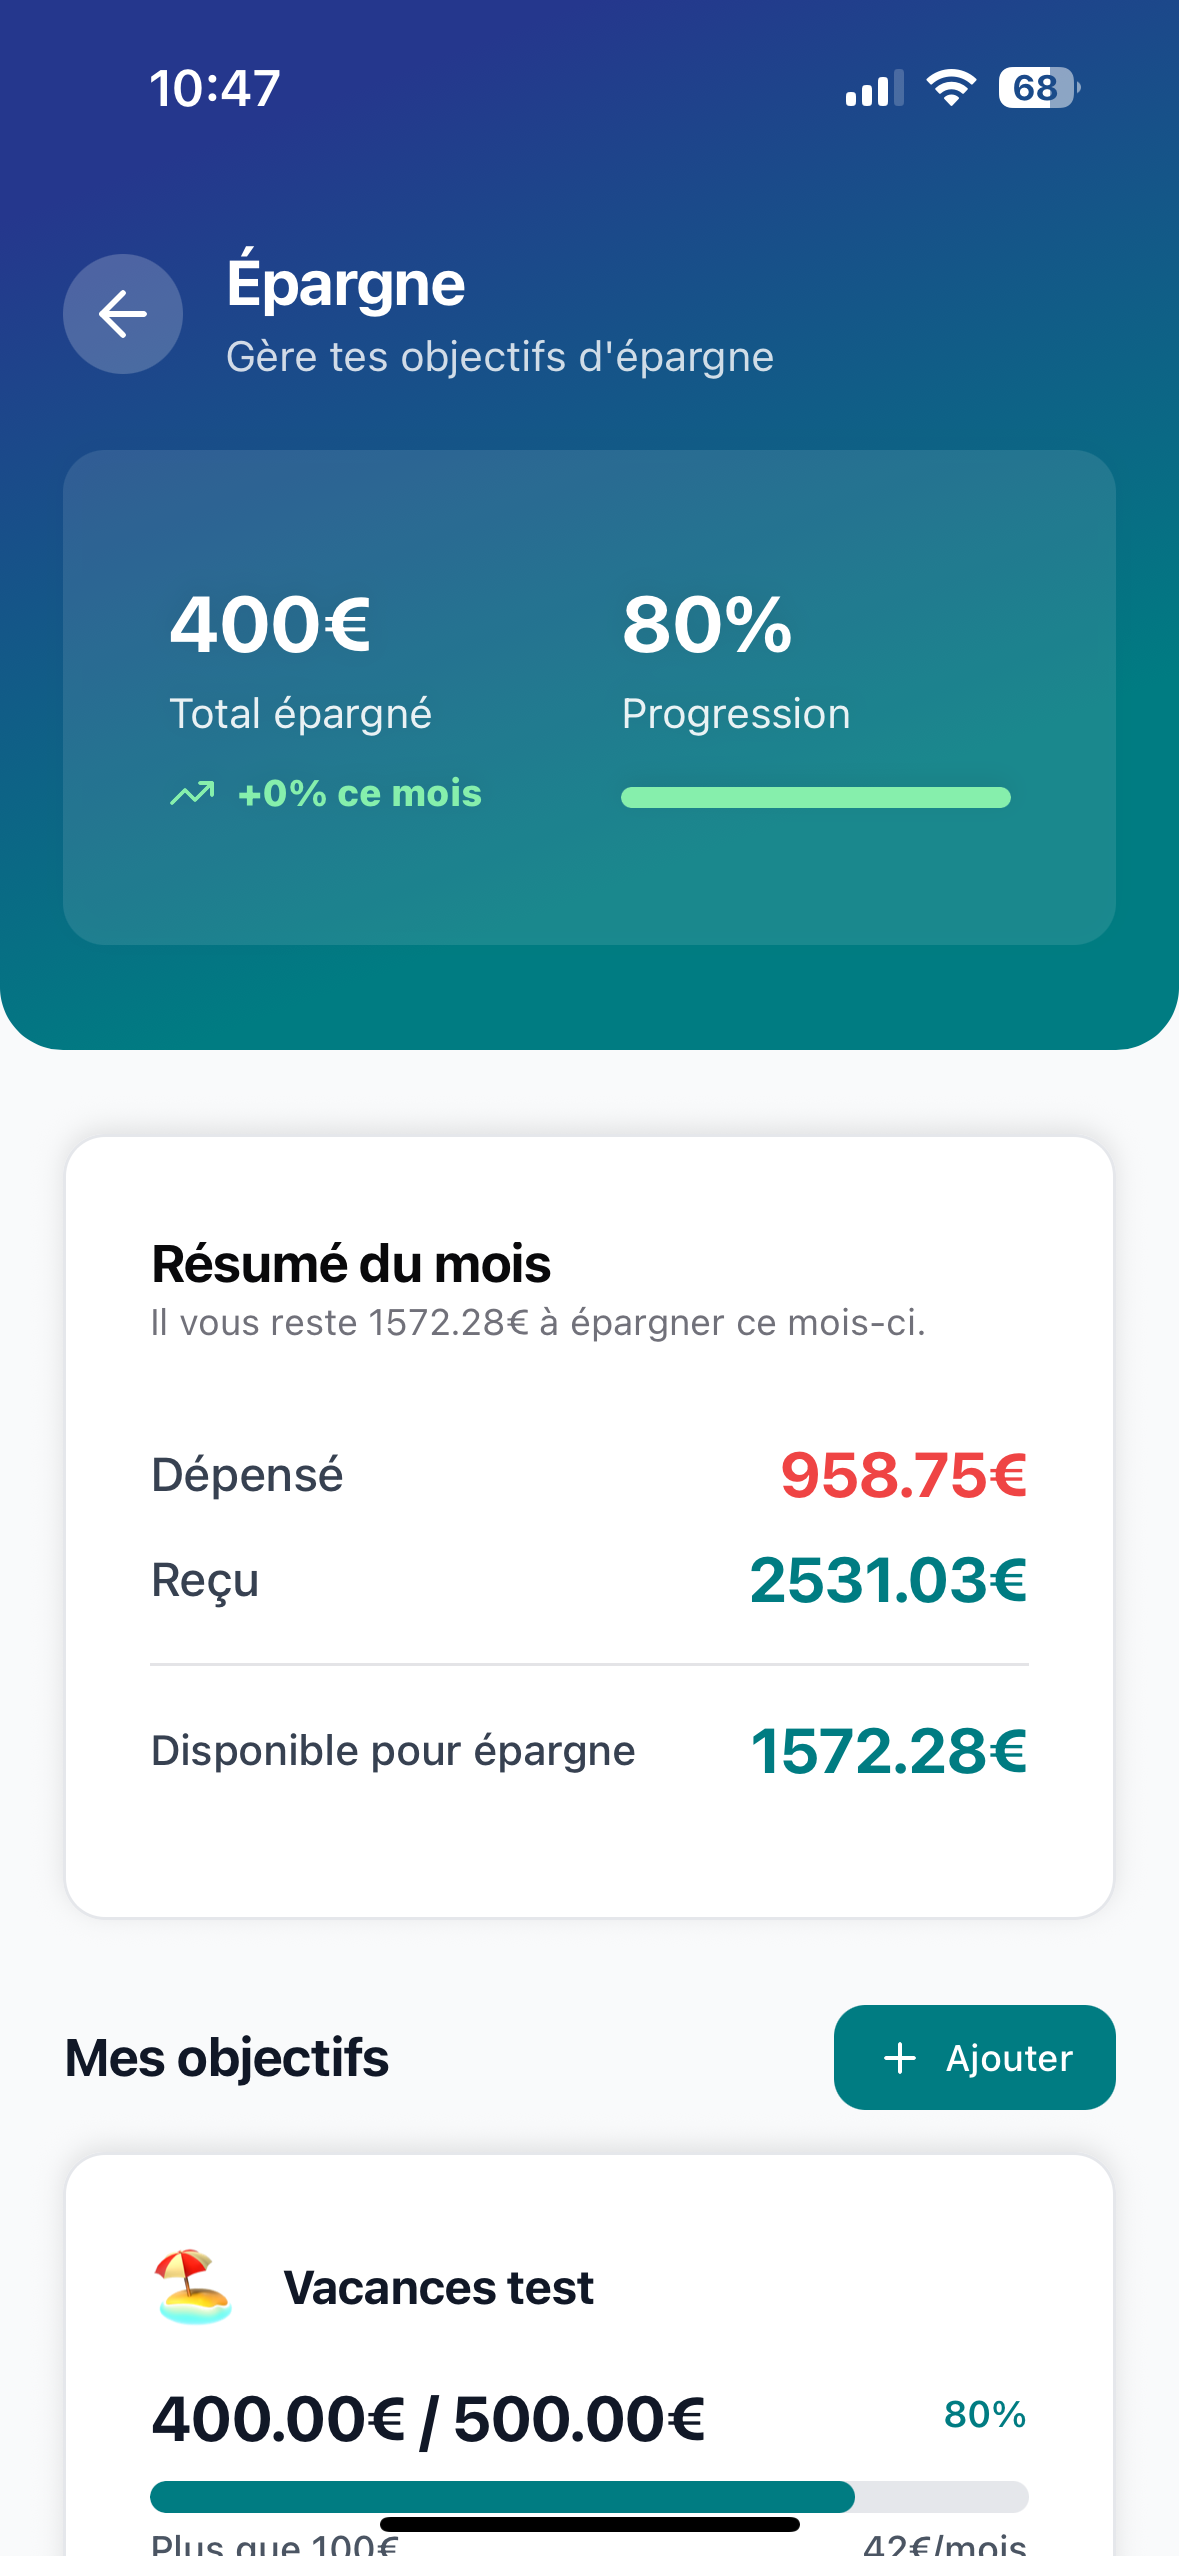 10:47
68
Épargne
Gère tes objectifs d'épargne
400€
80%
Total épargné
Progression
+0% ce mois
Résumé du mois
Il vous reste 1572.28€ à épargner ce mois-ci.
Dépensé
958.75€
Reçu
2531.03€
Disponible pour épargne
1572.28€
Mes objectifs
Ajouter
Vacances test
400.00€ / 500.00€
80%
Plus que 100€
42€/mois